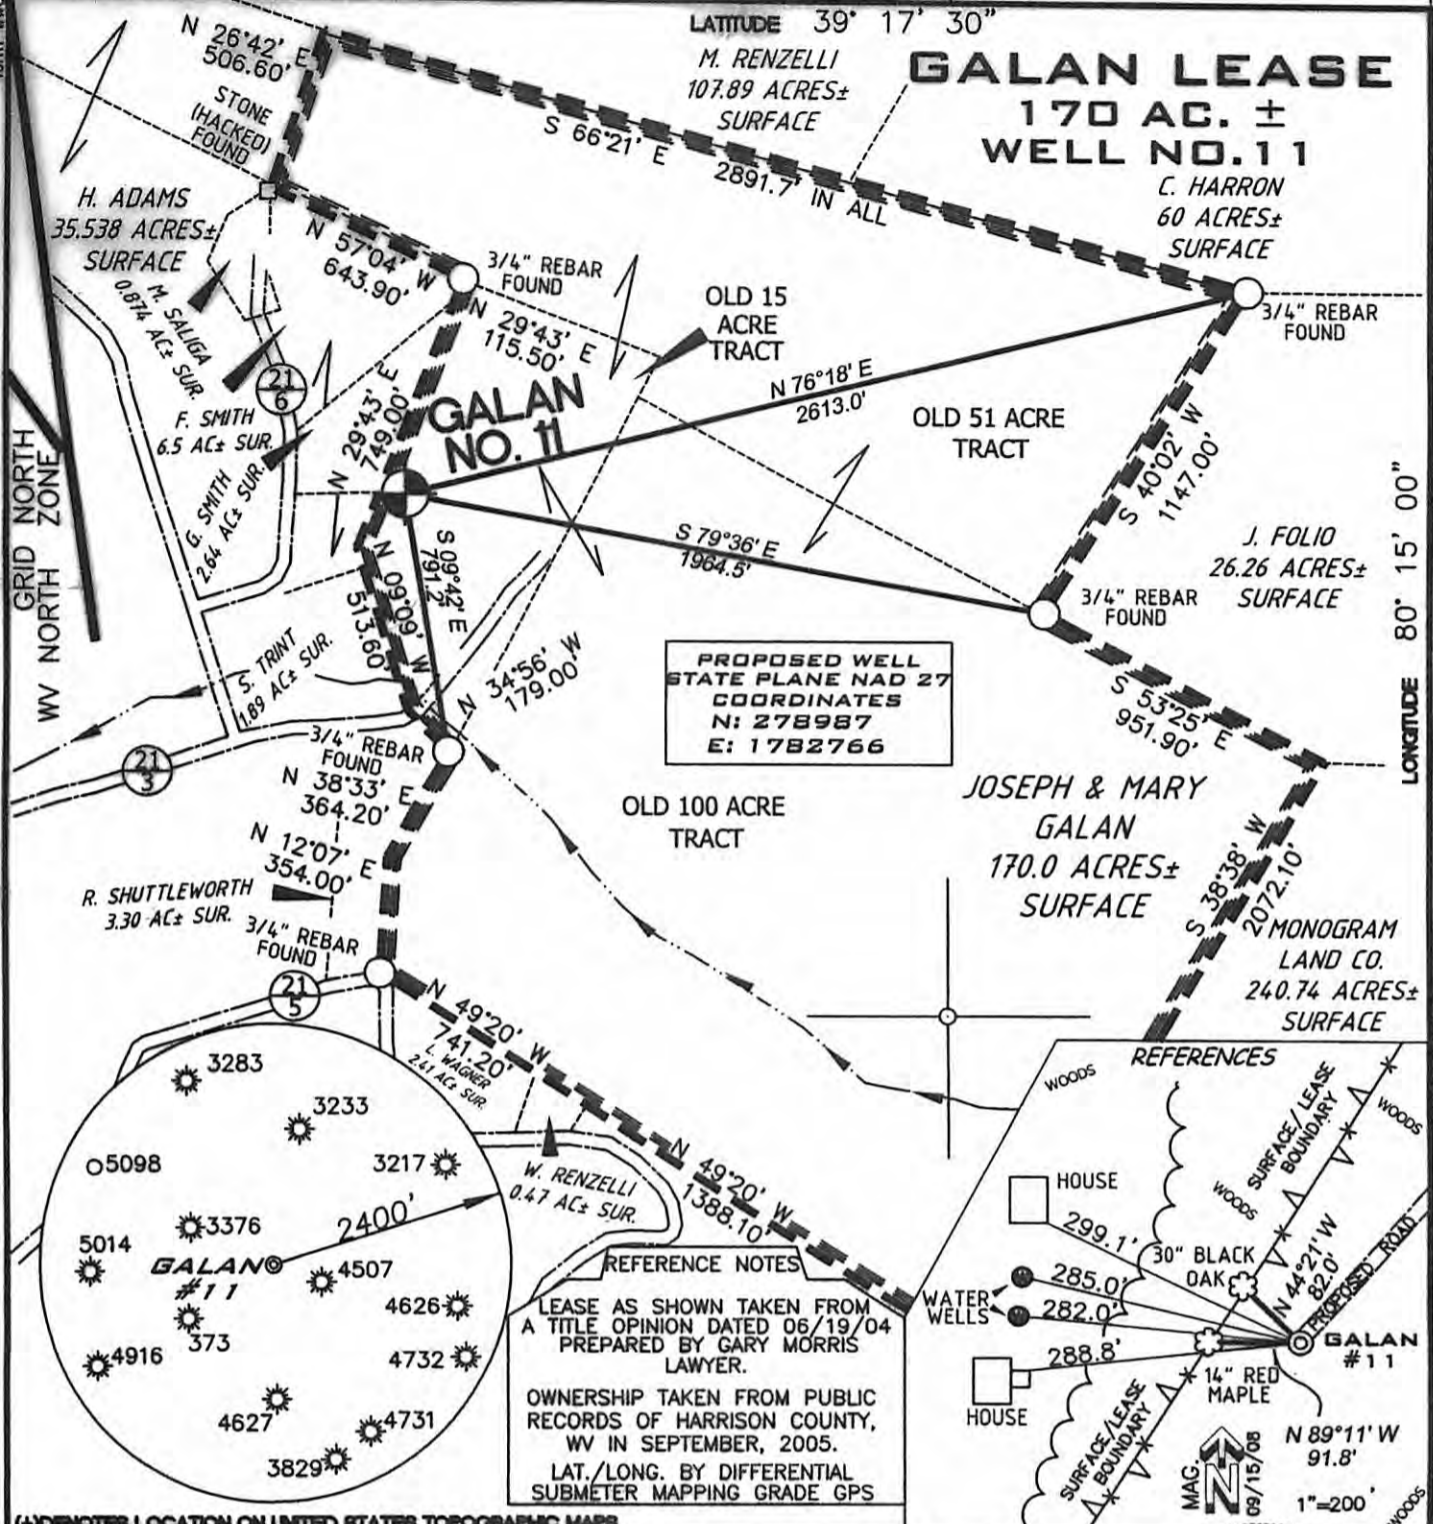 LATITUDE 39° 17' 30"
GALAN LEASE
170 AC. ±
WELL NO.11
N 26°42' E
506.60'
STONE
(HACKED)
FOUND
M. RENZELLI
107.89 ACRES±
SURFACE
S 66°21' E
2891.7' IN ALL
C. HARRON
60 ACRES±
SURFACE
H. ADAMS
35.538 ACRES±
SURFACE
N 57°04' W
643.90'
3/4" REBAR
FOUND
M. SALIGA
0.874 AC± SUR.
N 29°43' E
115.50'
OLD 15
ACRE
TRACT
3/4" REBAR
FOUND
21
6
F. SMITH
6.5 AC± SUR.
N 29°43' E
749.00'
GALAN
NO. 11
N 76°18' E
2613.0'
OLD 51 ACRE
TRACT
S 40°02' W
1147.00'
GRID NORTH
WV NORTH ZONE
G. SMITH
2.64 AC± SUR.
S 79°36' E
1964.5'
J. FOLIO
26.26 ACRES±
SURFACE
LONGITUDE 80° 15' 00"
N 09°09' W
513.60'
S 09°42' E
791.2'
3/4" REBAR
FOUND
S. TRINT
1.89 AC± SUR.
N 34°56' W
179.00'
PROPOSED WELL
STATE PLANE NAD 27
COORDINATES
N: 278987
E: 1782766
S 53°25' E
951.90'
21
3
3/4" REBAR
FOUND
N 38°33' E
364.20'
OLD 100 ACRE
TRACT
JOSEPH & MARY
GALAN
170.0 ACRES±
SURFACE
N 12°07' E
354.00'
R. SHUTTLEWORTH
3.30 AC± SUR.
3/4" REBAR
FOUND
S 38°38' W
2072.10'
MONOGRAM
LAND CO.
240.74 ACRES±
SURFACE
21
5
N 49°20' W
741.20'
L. WAGNER
2.41 AC± SUR.
W. RENZELLI
0.47 AC± SUR.
N 49°20' W
1388.10'
3283
3233
5098
3217
3376
2400'
5014
GALAN
#11
4507
4626
373
4916
4732
4627
4731
3829
REFERENCE NOTES
LEASE AS SHOWN TAKEN FROM
A TITLE OPINION DATED 06/19/04
PREPARED BY GARY MORRIS
LAWYER.
OWNERSHIP TAKEN FROM PUBLIC
RECORDS OF HARRISON COUNTY,
WV IN SEPTEMBER, 2005.
LAT./LONG. BY DIFFERENTIAL
SUBMETER MAPPING GRADE GPS
REFERENCES
WOODS
SURFACE/LEASE
BOUNDARY
WOODS
WOODS
HOUSE
299.1'
30" BLACK
OAK
N 44°21' W
82.0'
PROPOSED ROAD
WATER
WELLS
285.0'
282.0'
GALAN
#11
288.8'
14" RED
MAPLE
HOUSE
SURFACE/LEASE
BOUNDARY
N 89°11' W
91.8'
MAG.
N
09/15/08
1"=200'
WOODS
(+)DENOTES LOCATION ON UNITED STATES TOPOGRAPHIC MAPS